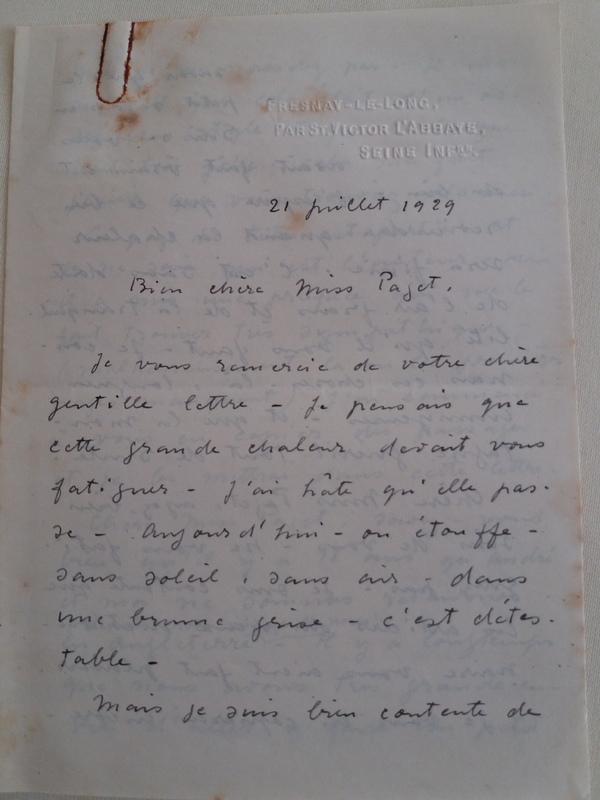 FRESNAY-LE-LONG,
PAR ST VICTOR L'ABBAYE,
SEINE INFRE.
21 juillet 1929
Bien chère Miss Paget.
Je vous remercie de votre chère
gentille lettre - Je pensais que
cette grande chaleur devait vous
fatiguer - J'ai hâte qu'elle pas-
se - Aujourd'hui - on étouffe -
sans soleil, sans air - dans
une brume grise - c'est détes-
table -
Mais je suis bien contente de